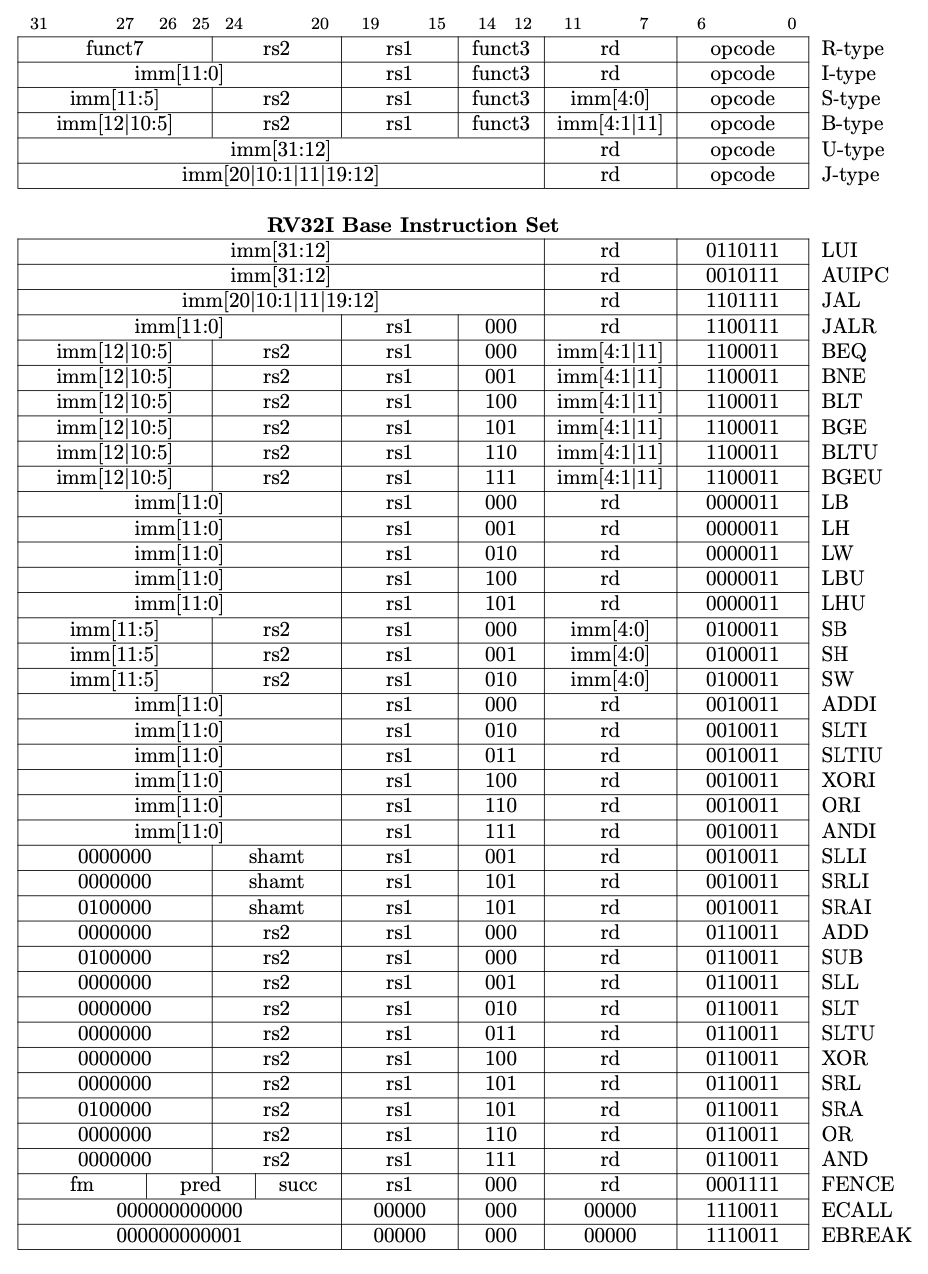 31 27 26 25 24 20 19 15 14 12 11 7 6 0
funct7 rs2 rs1 funct3 rd opcode R-type
imm[11:0] rs1 funct3 rd opcode I-type
imm[11:5] rs2 rs1 funct3 imm[4:0] opcode S-type
imm[12|10:5] rs2 rs1 funct3 imm[4:1|11] opcode B-type
imm[31:12] rd opcode U-type
imm[20|10:1|11|19:12] rd opcode J-type
RV32I Base Instruction Set
imm[31:12] rd 0110111 LUI
imm[31:12] rd 0010111 AUIPC
imm[20|10:1|11|19:12] rd 1101111 JAL
imm[11:0] rs1 000 rd 1100111 JALR
imm[12|10:5] rs2 rs1 000 imm[4:1|11] 1100011 BEQ
imm[12|10:5] rs2 rs1 001 imm[4:1|11] 1100011 BNE
imm[12|10:5] rs2 rs1 100 imm[4:1|11] 1100011 BLT
imm[12|10:5] rs2 rs1 101 imm[4:1|11] 1100011 BGE
imm[12|10:5] rs2 rs1 110 imm[4:1|11] 1100011 BLTU
imm[12|10:5] rs2 rs1 111 imm[4:1|11] 1100011 BGEU
imm[11:0] rs1 000 rd 0000011 LB
imm[11:0] rs1 001 rd 0000011 LH
imm[11:0] rs1 010 rd 0000011 LW
imm[11:0] rs1 100 rd 0000011 LBU
imm[11:0] rs1 101 rd 0000011 LHU
imm[11:5] rs2 rs1 000 imm[4:0] 0100011 SB
imm[11:5] rs2 rs1 001 imm[4:0] 0100011 SH
imm[11:5] rs2 rs1 010 imm[4:0] 0100011 SW
imm[11:0] rs1 000 rd 0010011 ADDI
imm[11:0] rs1 010 rd 0010011 SLTI
imm[11:0] rs1 011 rd 0010011 SLTIU
imm[11:0] rs1 100 rd 0010011 XORI
imm[11:0] rs1 110 rd 0010011 ORI
imm[11:0] rs1 111 rd 0010011 ANDI
0000000 shamt rs1 001 rd 0010011 SLLI
0000000 shamt rs1 101 rd 0010011 SRLI
0100000 shamt rs1 101 rd 0010011 SRAI
0000000 rs2 rs1 000 rd 0110011 ADD
0100000 rs2 rs1 000 rd 0110011 SUB
0000000 rs2 rs1 001 rd 0110011 SLL
0000000 rs2 rs1 010 rd 0110011 SLT
0000000 rs2 rs1 011 rd 0110011 SLTU
0000000 rs2 rs1 100 rd 0110011 XOR
0000000 rs2 rs1 101 rd 0110011 SRL
0100000 rs2 rs1 101 rd 0110011 SRA
0000000 rs2 rs1 110 rd 0110011 OR
0000000 rs2 rs1 111 rd 0110011 AND
fm pred succ rs1 000 rd 0001111 FENCE
000000000000 00000 000 00000 1110011 ECALL
000000000001 00000 000 00000 1110011 EBREAK